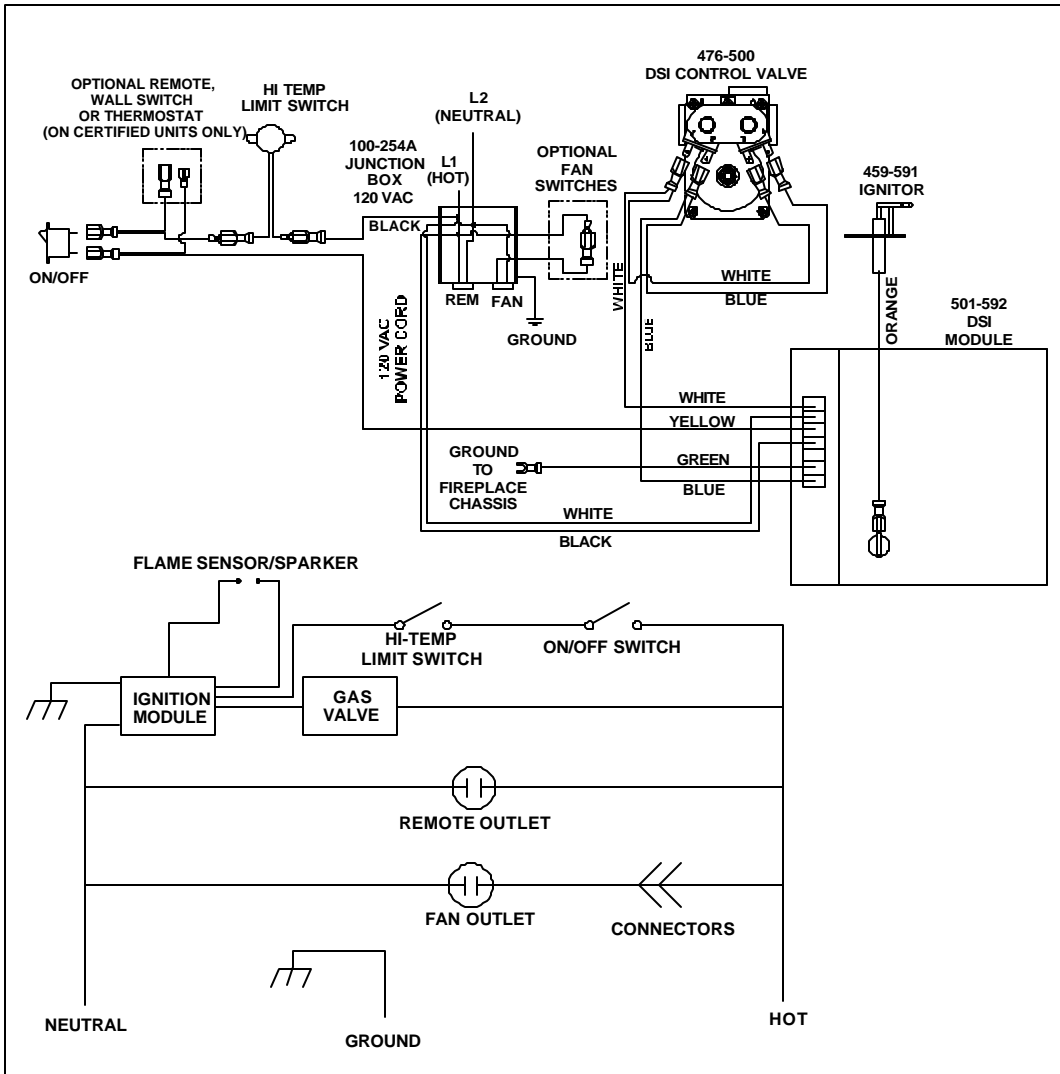 476-500
DSI CONTROL VALVE
OPTIONAL REMOTE,
WALL SWITCH
OR THERMOSTAT
(ON CERTIFIED UNITS ONLY)
HI TEMP
LIMIT SWITCH
L2
(NEUTRAL)
100-254A
JUNCTION
BOX
120 VAC
L1
(HOT)
OPTIONAL
FAN
SWITCHES
459-591
IGNITOR
BLACK
ON/OFF
REM
FAN
GROUND
WHITE
WHITE
BLUE
BLUE
ORANGE
501-592
DSI
MODULE
120 VAC
POWER CORD
WHITE
YELLOW
GROUND
TO
FIREPLACE
CHASSIS
GREEN
BLUE
WHITE
BLACK
FLAME SENSOR/SPARKER
HI-TEMP
LIMIT SWITCH
ON/OFF SWITCH
IGNITION
MODULE
GAS
VALVE
REMOTE OUTLET
FAN OUTLET
CONNECTORS
NEUTRAL
GROUND
HOT